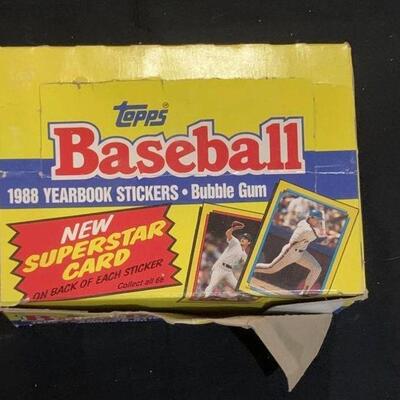 Topps®
Baseball
1988 YEARBOOK STICKERS • Bubble Gum
NEW
SUPERSTAR
CARD
ON BACK OF EACH STICKER
Collect all 66